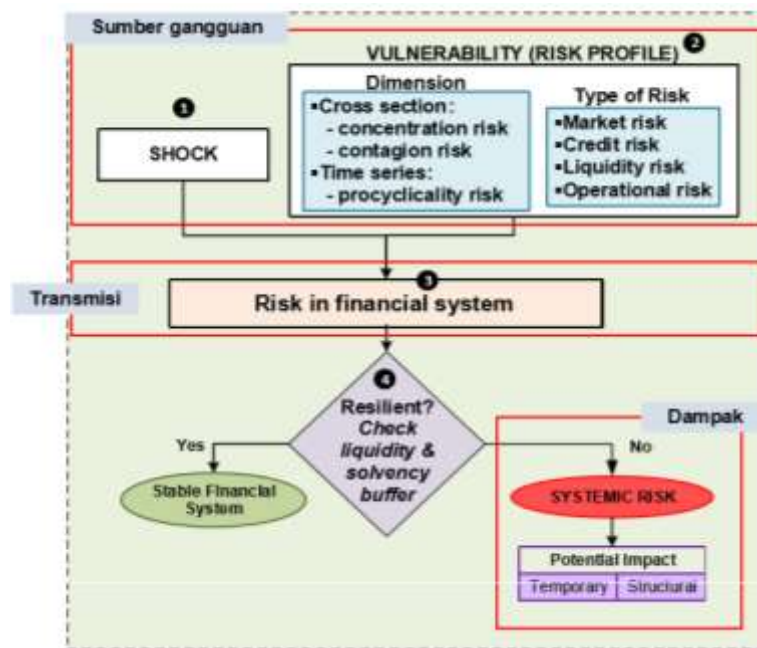 Sumber gangguan
VULNERABILITY (RISK PROFILE) 2
1
SHOCK
Dimension
▪Cross section:
- concentration risk
- contagion risk
▪Time series:
- procyclicality risk
Type of Risk
▪Market risk
▪Credit risk
▪Liquidity risk
▪Operational risk
Transmisi
3
Risk in financial system
4
Resilient?
Check
liquidity &
solvency
buffer
Yes
Stable Financial
System
No
Dampak
SYSTEMIC RISK
Potential Impact
Temporary Structural